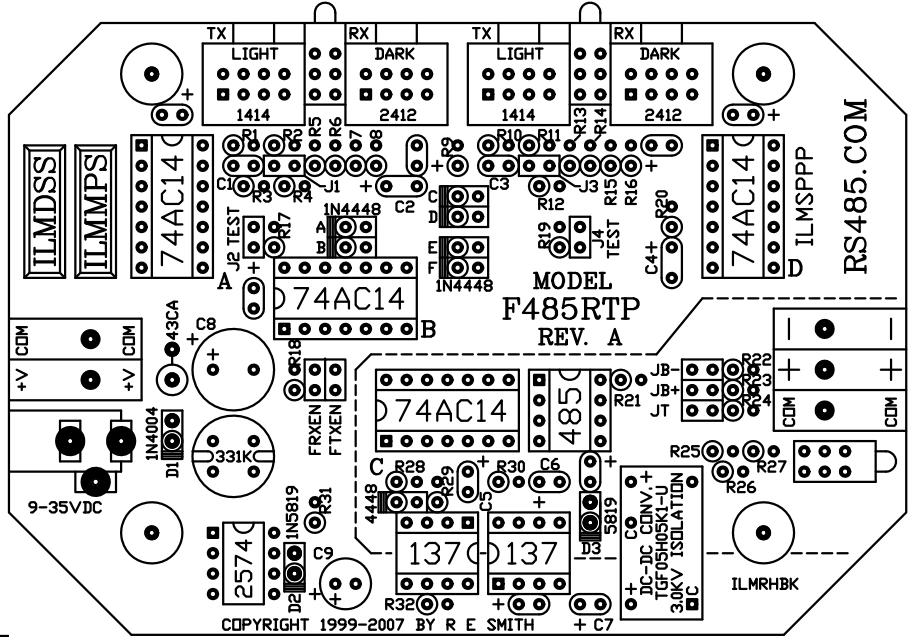 TX RX TX RX
LIGHT DARK LIGHT DARK
1414 2412 1414 2412
+ +
R1 R2 R5 R6 7 8 R9 R10 R11 R13 R14
ILMDSS ILMMPS 74AC14 74AC14 ILMSPPP RS485.COM
C1 R3 R4 J1 + C2 + C3 R12 J3 R15 R16 +
J2 TEST R17 1N4448 A B
C D
E F
1N4448
R19 J4 TEST R20 C4+
A + D
74AC14 B
MODEL
F485RTP
REV. A
COM COM
+V +V
43CA + C8 +
R18 FRXEN FTXEN
74AC14 C
485 R21
JB- R22
JB+ R23
JT R24
− −
+ +
COM COM
1N4004 D1 331K
9-35VDC
R25 R26 R27
R28 4448 R29 + C5 R30 C6 + +
R31 1N5819
2574 D2 C9 + +
137 137
5819 D3
+ C +
DC-DC CONV.
TGF05H05K1-U
3.0KV ISOLATION
+ C
ILMRHBK
R32 + + C7
COPYRIGHT 1999-2007 BY R E SMITH